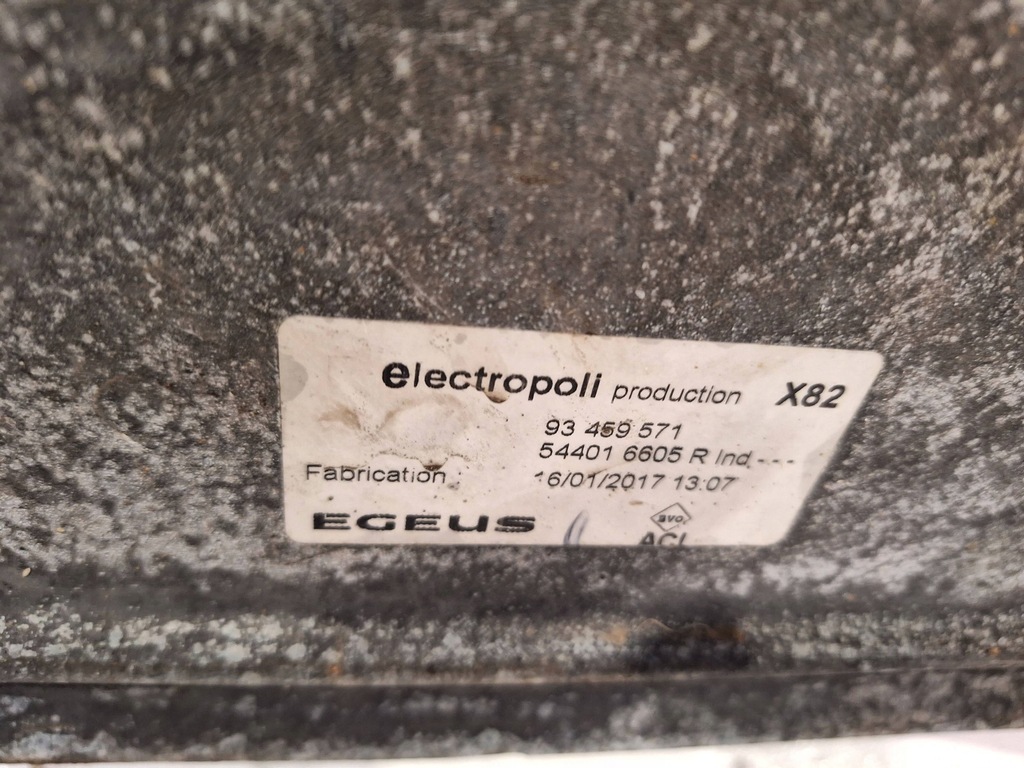 electropoli production X82
93 459 571
54401 6605 R Ind ---
Fabrication : 16/01/2017 13:07
EGEUS
ACI